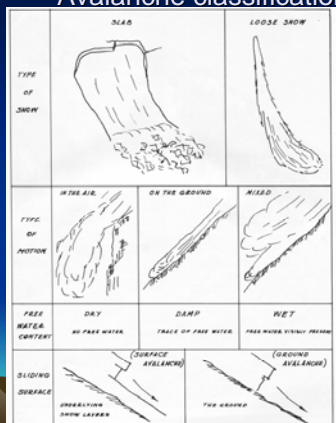 Avalanche classification
SLAB
LOOSE SNOW
TYPE
OF
SNOW
IN THE AIR
ON THE GROUND
MIXED
TYPE
OF
MOTION
FREE
WATER
CONTENT
DRY
NO FREE WATER
DAMP
TRACE OF FREE WATER
WET
FREE WATER VISIBLY PRESENT
SLIDING
SURFACE
(SURFACE
AVALANCHE)
UNDERLYING
SNOW LAYERS
(GROUND
AVALANCHE)
THE GROUND